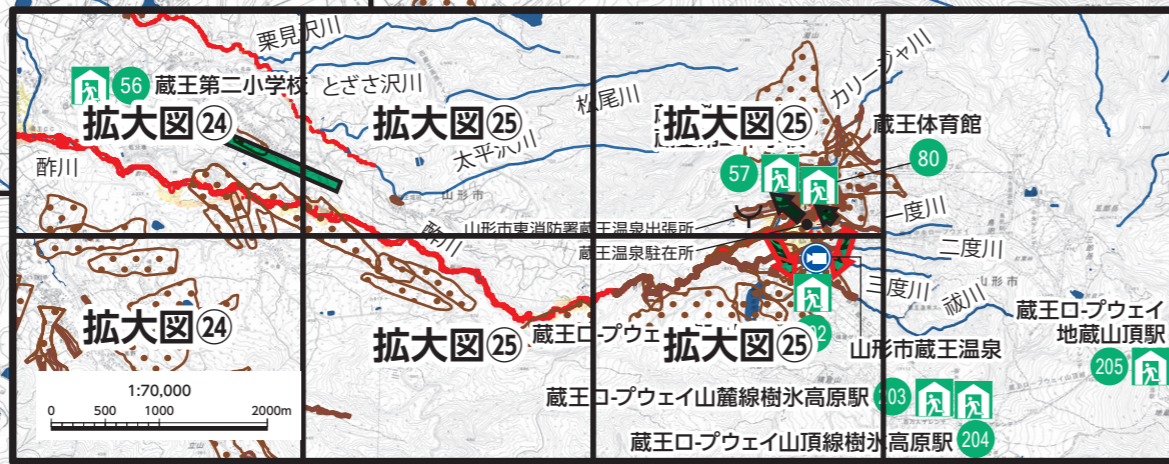 栗見沢川
56 蔵王第二小学校
とざさ沢川
松尾川
カリージャ川
拡大図㉔
拡大図㉕
拡大図㉕
蔵王体育館
80
57
太平沢川
酢川
山形市
一度川
山形市東消防署蔵王温泉出張所
酢川
蔵王温泉駐在所
二度川
三度川
祓川
山形市
拡大図㉔
拡大図㉕
蔵王ロープウェイ
拡大図㉕
山形市蔵王温泉
蔵王ロープウェイ
地蔵山頂駅
205
1:70,000
0 500 1000 2000m
蔵王ロープウェイ山麓線樹氷高原駅 203
蔵王ロープウェイ山頂線樹氷高原駅 204